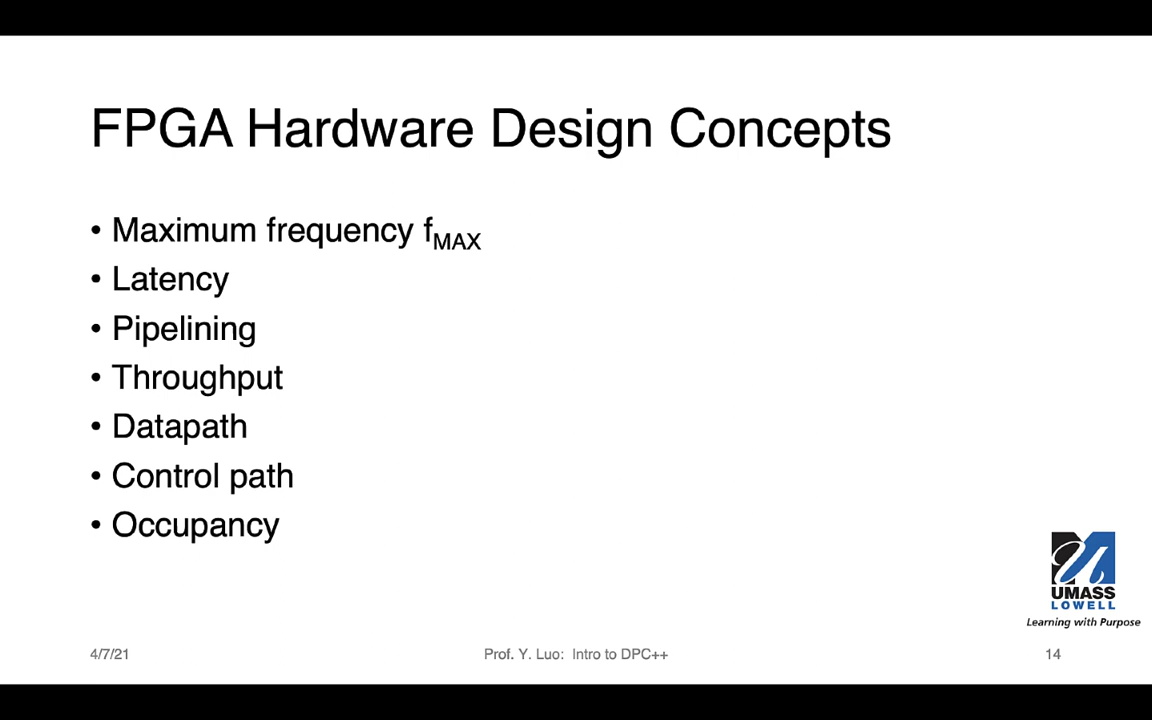 FPGA Hardware Design Concepts
• Maximum frequency fMAX
• Latency
• Pipelining
• Throughput
• Datapath
• Control path
• Occupancy
UMASS
LOWELL
Learning with Purpose
4/7/21
Prof. Y. Luo: Intro to DPC++
14